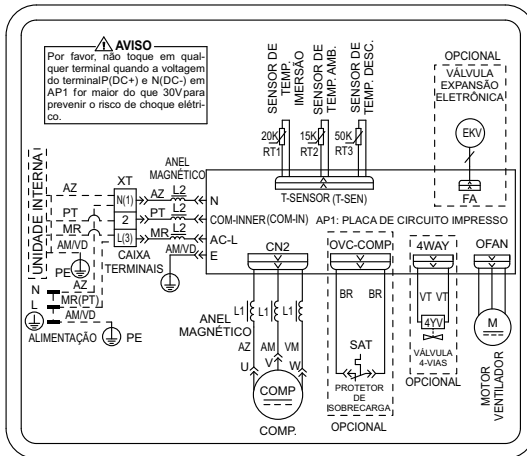 AVISO
Por favor, não toque em qual-
quer terminal quando a voltagem
do terminalP(DC+) e N(DC-) em
AP1 for maior do que 30Vpara
prevenir o risco de choque elétri-
co.
SENSOR DE
TEMP.
IMERSÃO
SENSOR DE
TEMP. AMB.
SENSOR DE
TEMP. DESC.
OPCIONAL
VÁLVULA
EXPANSÃO
ELETRÔNICA
EKV
FA
20K
RT1
15K
RT2
50K
RT3
T-SENSOR (T-SEN)
ANEL
MAGNÉTICO
UNIDADE INTERNA
XT
AZ
N(1)
AZ
L2
N
PT
2
PT
L2
COM-INNER (COM-IN)
AP1: PLACA DE CIRCUITO IMPRESSO
MR
L(3)
MR
L2
AC-L
AM/VD
PE
CAIXA
TERMINAIS
AM/VD
E
N
AZ
L
MR(PT)
AM/VD
PE
ALIMENTAÇÃO
CN2
OVC-COMP
4WAY
OFAN
L1
L1
L1
ANEL
MAGNÉTICO
AZ
AM
VM
U
V
W
COMP
COMP.
BR
BR
SAT
PROTETOR
DE
SOBRECARGA
OPCIONAL
VT
VT
4YV
VÁLVULA
4-VIAS
OPCIONAL
M
MOTOR
VENTILADOR